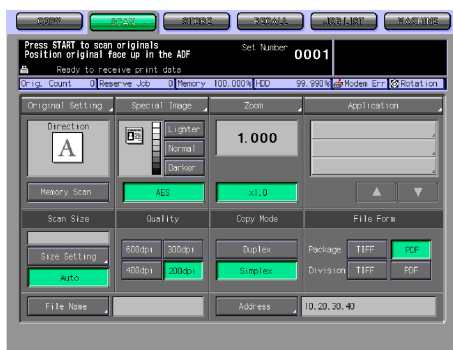 COPY SCAN STORE RECALL JOB LIST MACHINE
Press START to scan originals
Position original face up in the ADF
Set Number 0001
Ready to receive print data
Orig. Count 0 Reserve Job 0 Memory 100.000% HDD 99.990% Modem Err Rotation
Original Setting Special Image Zoom Application
Direction
A
Lighter
Normal
Darker
1.000
Memory Scan AES x1.0
Scan Size Quality Copy Mode File Form
Size Setting 600dpi 300dpi Duplex Package TIFF PDF
Auto 400dpi 200dpi Simplex Division TIFF PDF
File Name Address 10.20.30.40